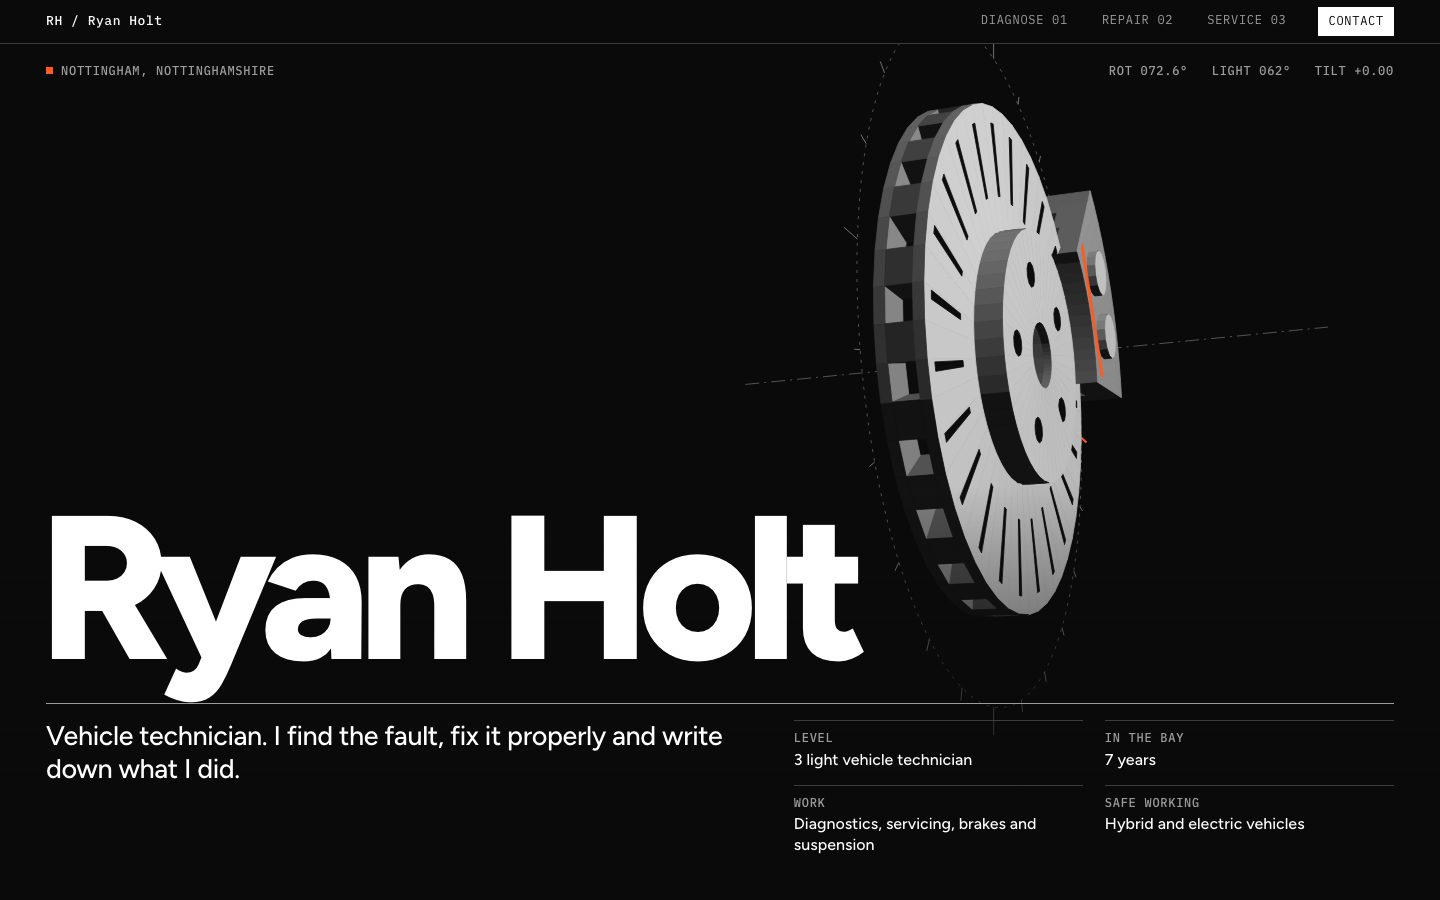 RH / Ryan Holt
DIAGNOSE 01
REPAIR 02
SERVICE 03
CONTACT
NOTTINGHAM, NOTTINGHAMSHIRE
ROT 072.6°
LIGHT 062°
TILT +0.00
Ryan Holt
Vehicle technician. I find the fault, fix it properly and write
down what I did.
LEVEL
3 light vehicle technician
IN THE BAY
7 years
WORK
Diagnostics, servicing, brakes and
suspension
SAFE WORKING
Hybrid and electric vehicles